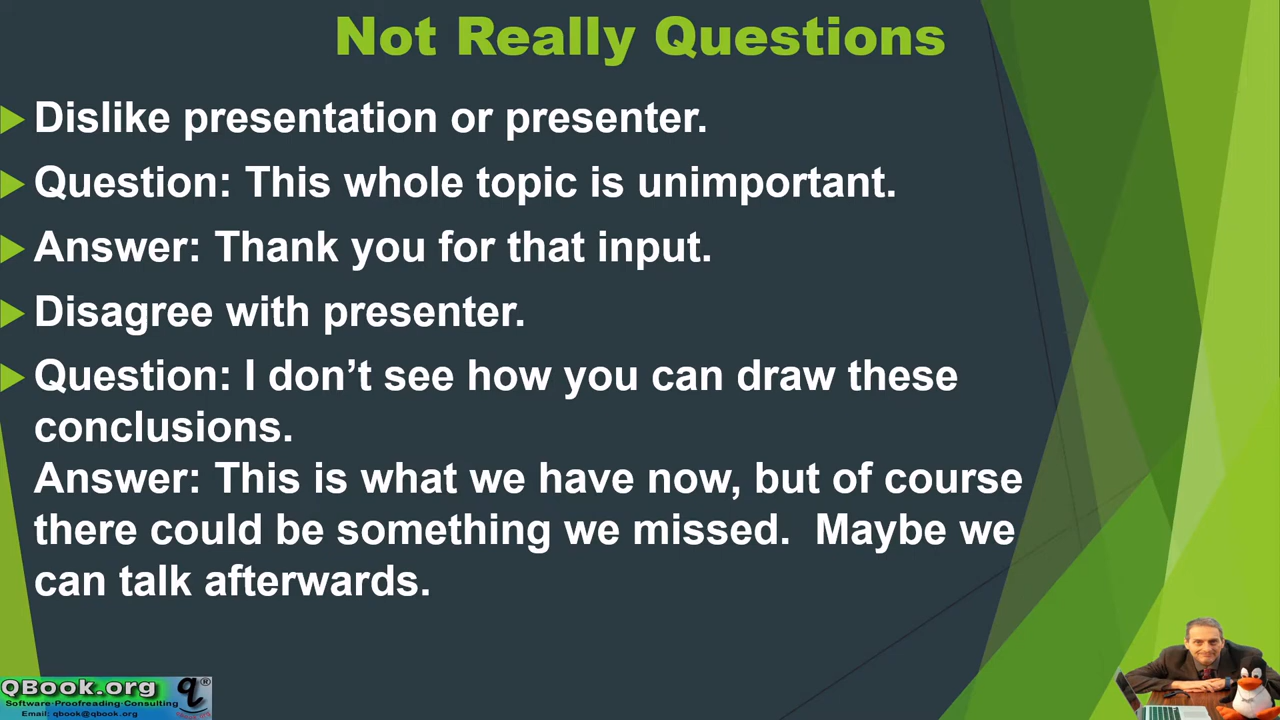 Not Really Questions
Dislike presentation or presenter.
Question: This whole topic is unimportant.
Answer: Thank you for that input.
Disagree with presenter.
Question: I don’t see how you can draw these
conclusions.
Answer: This is what we have now, but of course
there could be something we missed.  Maybe we
can talk afterwards.
QBook.org
q®
Software·Proofreading·Consulting
Email: qbook@qbook.org